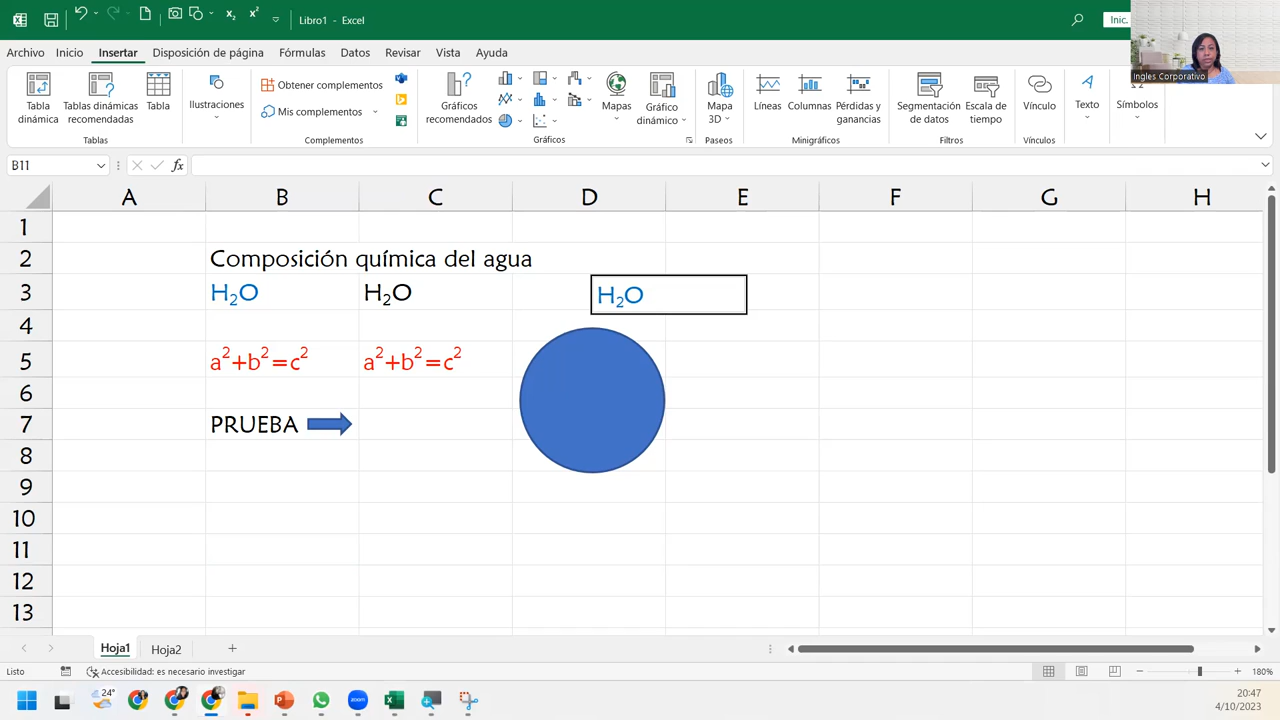 Libro1 - Excel
Inic.
Archivo Inicio Insertar Disposición de página Fórmulas Datos Revisar Vista Ayuda
Ingles Corporativo
Tabla dinámica
Tablas dinámicas recomendadas
Tabla
Ilustraciones
Obtener complementos
Mis complementos
Gráficos recomendados
Mapas
Gráfico dinámico
Mapa 3D
Líneas
Columnas
Pérdidas y ganancias
Segmentación de datos
Escala de tiempo
Vínculo
Texto
Símbolos
Tablas Complementos Gráficos Paseos Minigráficos Filtros Vínculos
B11 fx
A B C D E F G H
1
2 Composición química del agua
3 H₂O H₂O H₂O
4
5 a²+b²=c² a²+b²=c²
6
7 PRUEBA
8
9
10
11
12
13
Hoja1 Hoja2 +
Listo Accesibilidad: es necesario investigar 180%
24°
zoom
20:47
4/10/2023